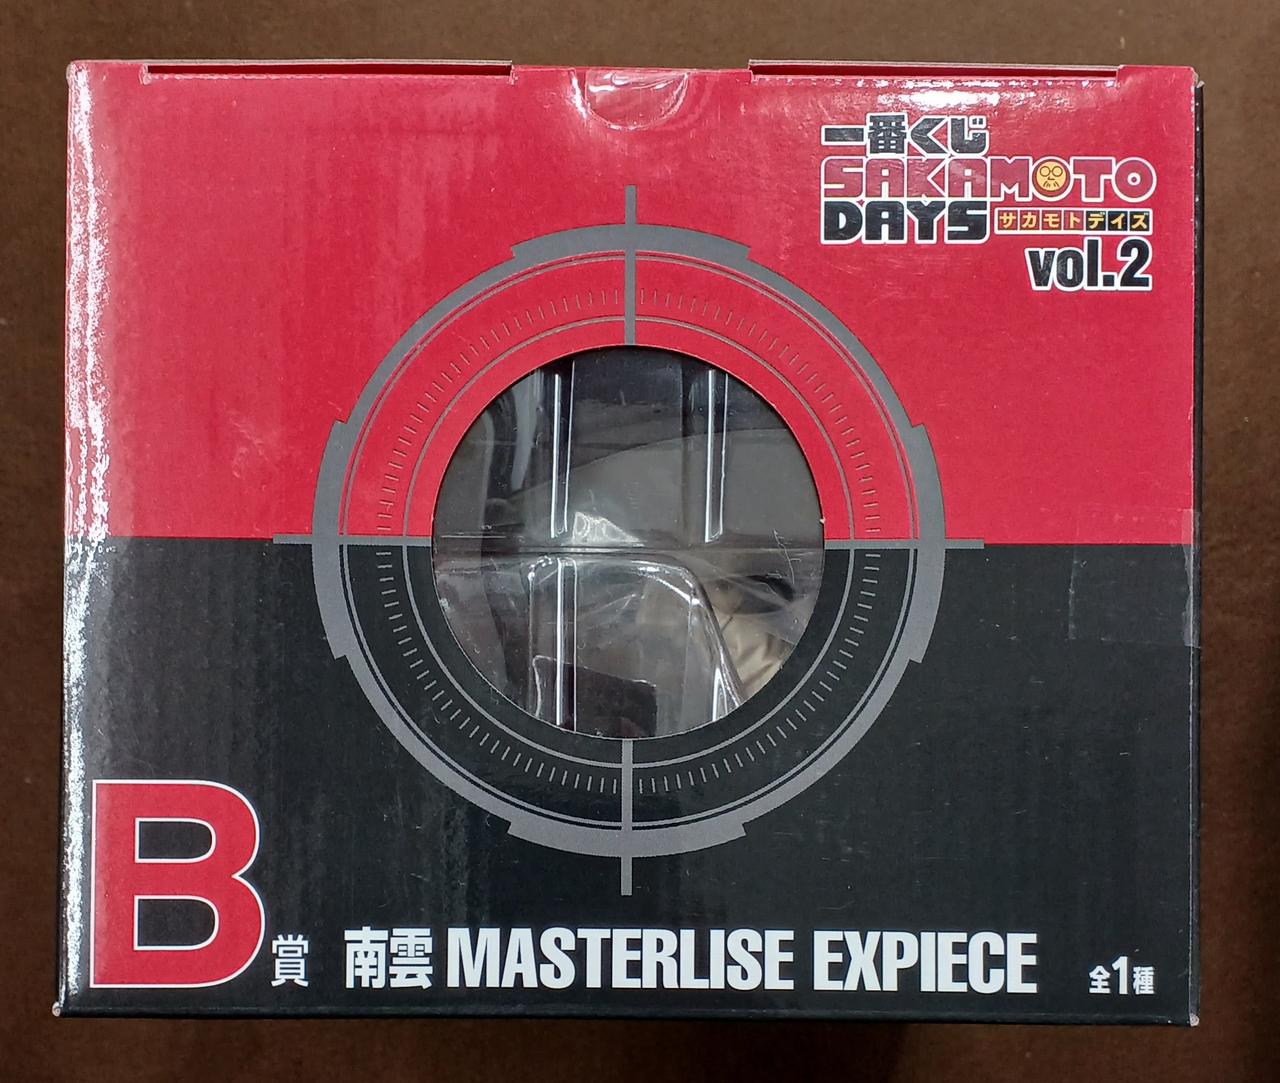 一番くじ
SAKAMOTO
DAYS サカモトデイズ
vol.2
B賞 南雲 MASTERLISE EXPIECE 全1種